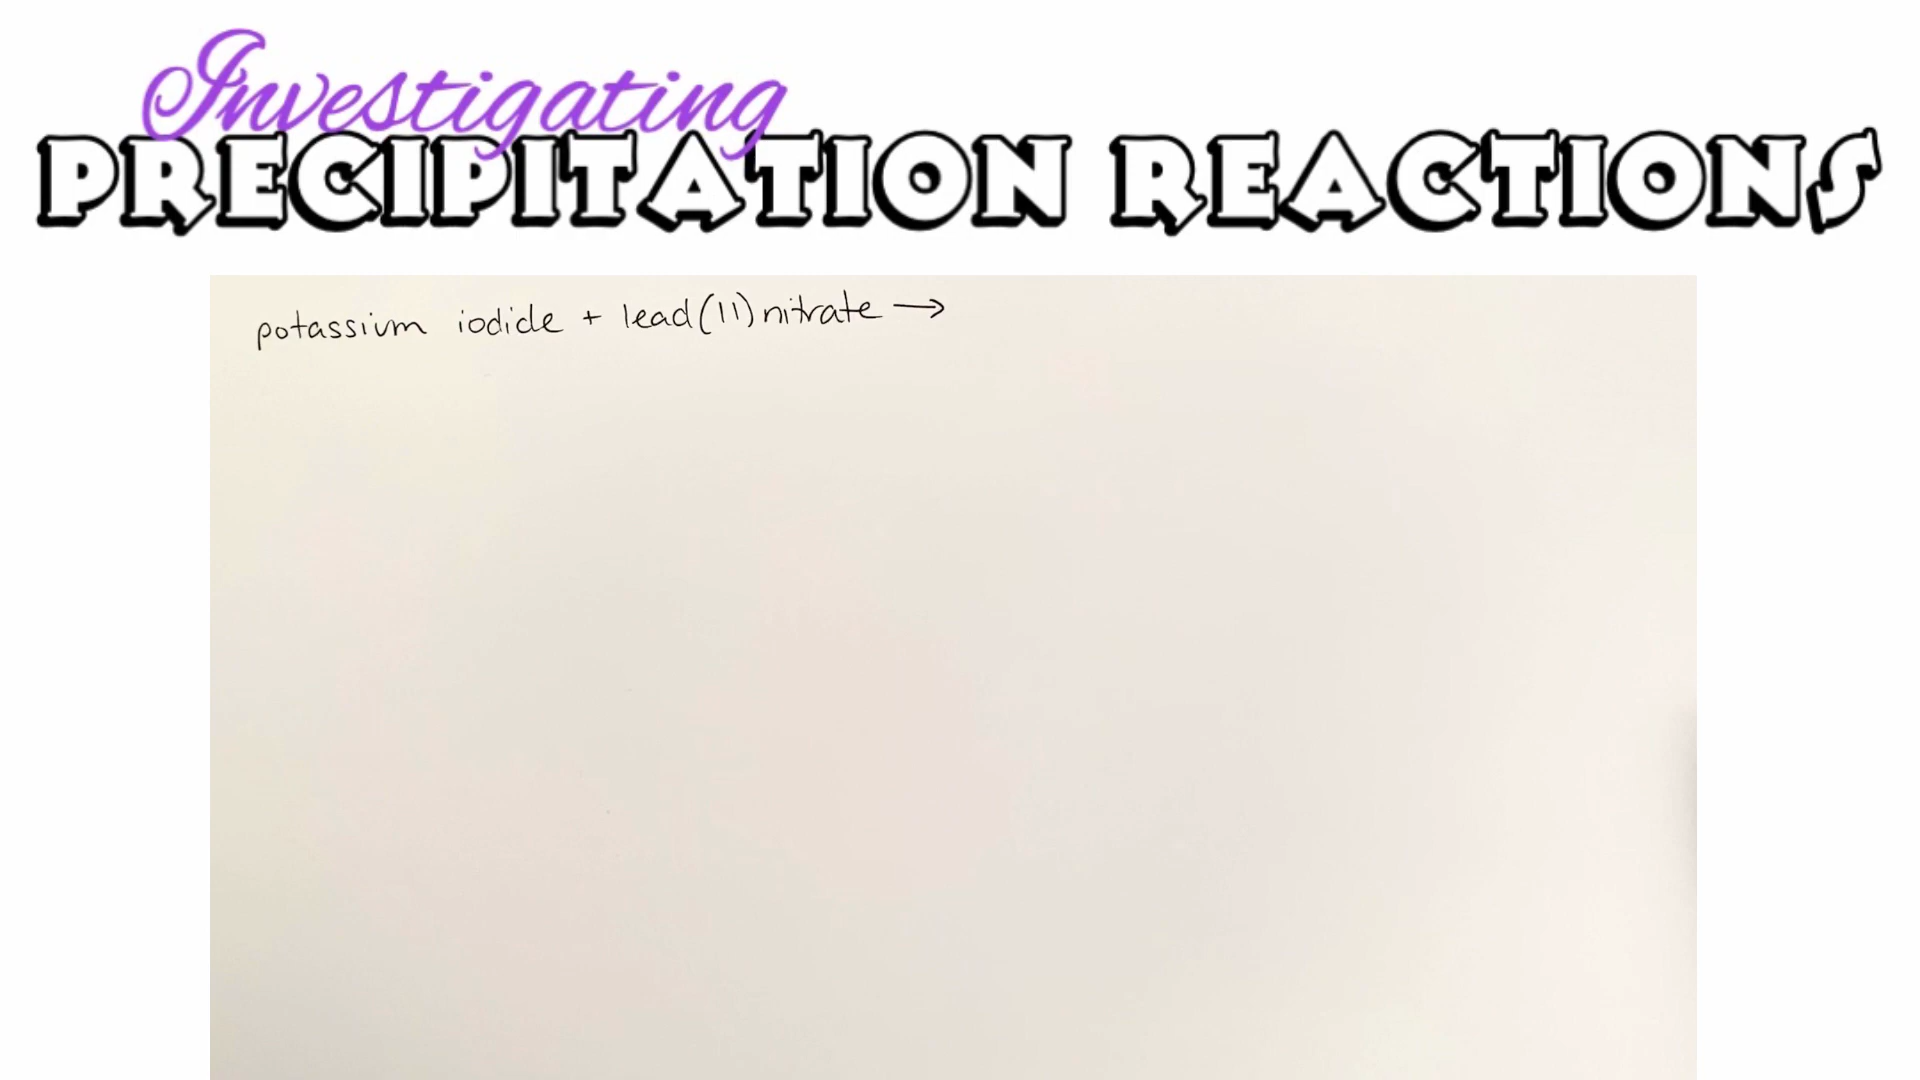 Investigating
PRECIPITATION REACTIONS
potassium iodide + lead(II) nitrate →